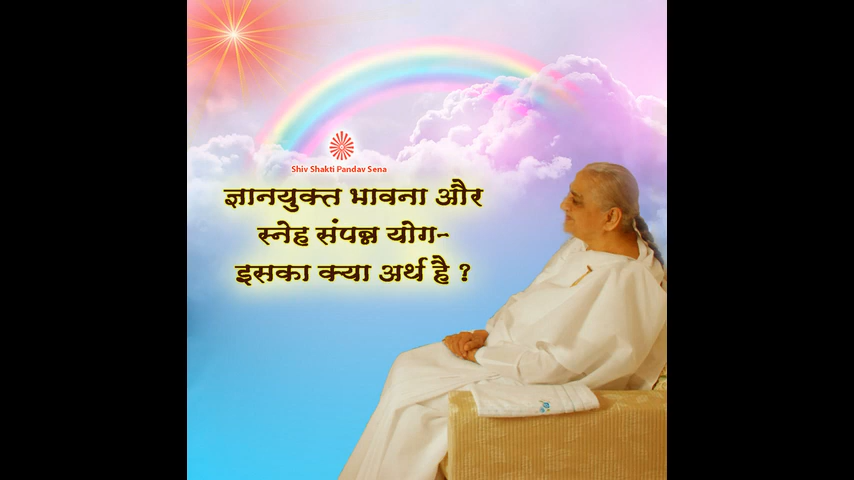 Shiv Shakti Pandav Sena
ज्ञानयुक्त भावना और
स्नेह संपन्न योग-
इसका क्या अर्थ है ?